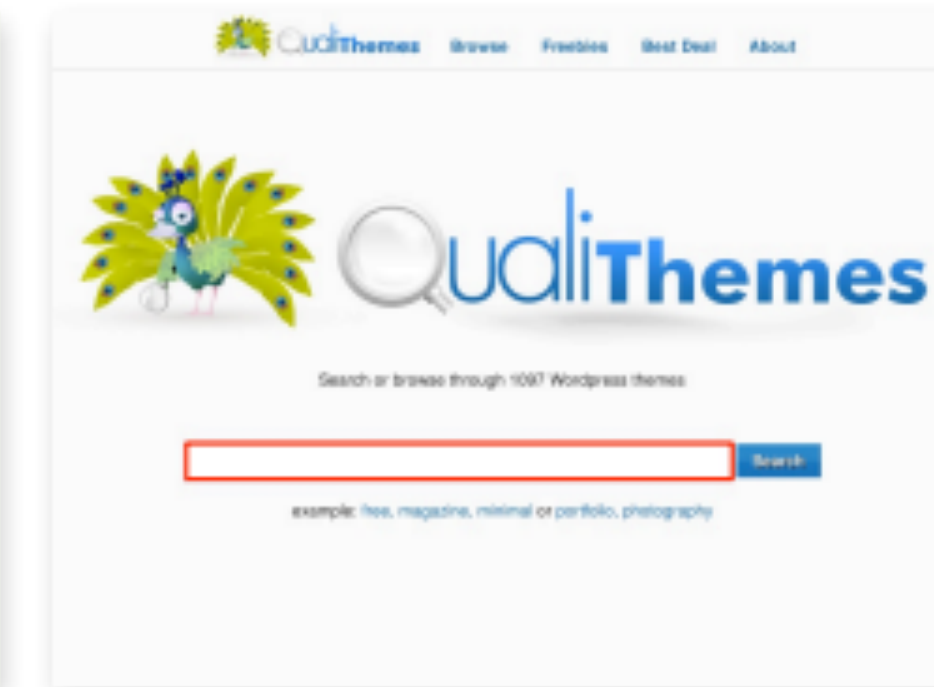 QualiThemes Browse Freebies Best Deal About
QualiThemes
Search or browse through 1097 Wordpress themes
Search
example: free, magazine, minimal or portfolio, photography